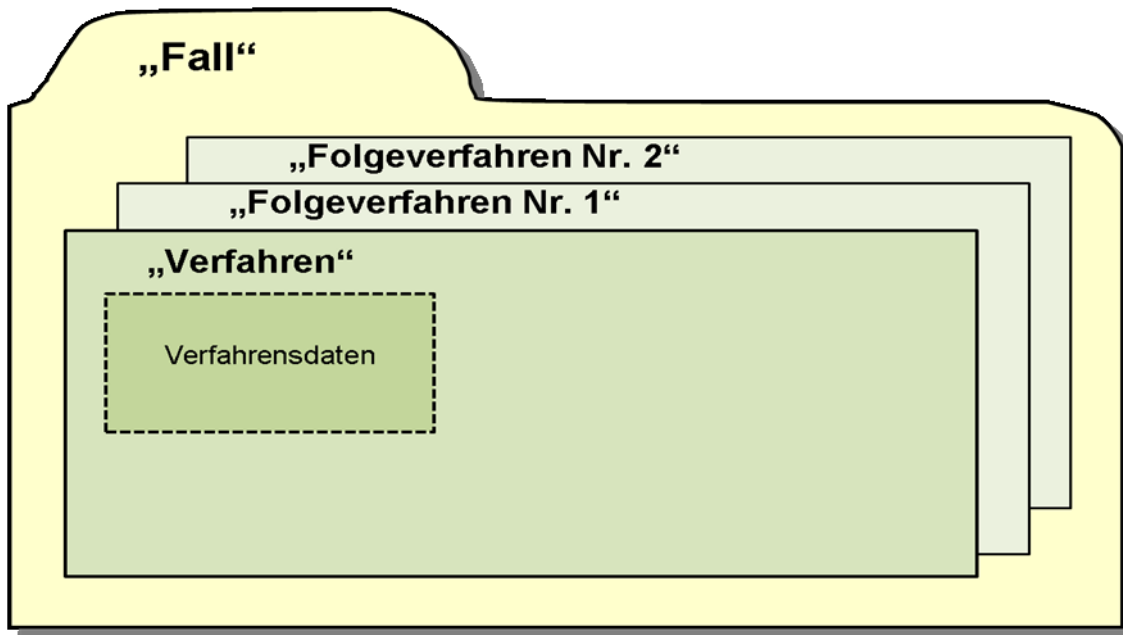 „Fall“
„Folgeverfahren Nr. 2“
„Folgeverfahren Nr. 1“
„Verfahren“
Verfahrensdaten